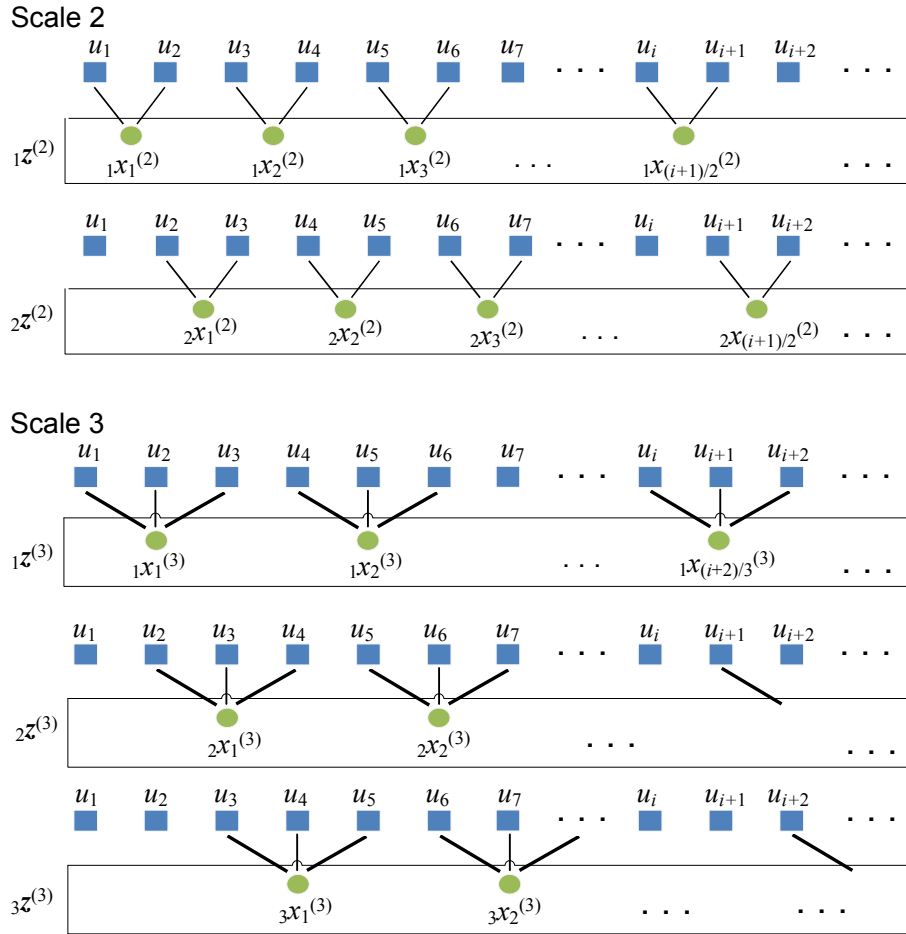 Scale 2
u₁ u₂ u₃ u₄ u₅ u₆ u₇ . . . uᵢ uᵢ₊₁ uᵢ₊₂ . . .
₁z⁽²⁾ ₁x₁⁽²⁾ ₁x₂⁽²⁾ ₁x₃⁽²⁾ . . . ₁x₍ᵢ₊₁₎/₂⁽²⁾ . . .
u₁ u₂ u₃ u₄ u₅ u₆ u₇ . . . uᵢ uᵢ₊₁ uᵢ₊₂ . . .
₂z⁽²⁾ ₂x₁⁽²⁾ ₂x₂⁽²⁾ ₂x₃⁽²⁾ . . . ₂x₍ᵢ₊₁₎/₂⁽²⁾ . . .
Scale 3
u₁ u₂ u₃ u₄ u₅ u₆ u₇ . . . uᵢ uᵢ₊₁ uᵢ₊₂ . . .
₁z⁽³⁾ ₁x₁⁽³⁾ ₁x₂⁽³⁾ . . . ₁x₍ᵢ₊₂₎/₃⁽³⁾ . . .
u₁ u₂ u₃ u₄ u₅ u₆ u₇ . . . uᵢ uᵢ₊₁ uᵢ₊₂ . . .
₂z⁽³⁾ ₂x₁⁽³⁾ ₂x₂⁽³⁾ . . . . . .
u₁ u₂ u₃ u₄ u₅ u₆ u₇ . . . uᵢ uᵢ₊₁ uᵢ₊₂ . . .
₃z⁽³⁾ ₃x₁⁽³⁾ ₃x₂⁽³⁾ . . . . . .